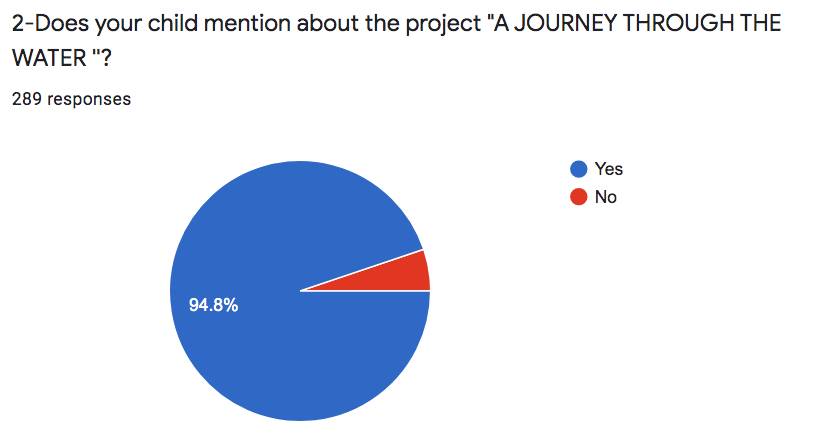 2-Does your child mention about the project "A JOURNEY THROUGH THE
WATER "?
289 responses
Yes
No
94.8%